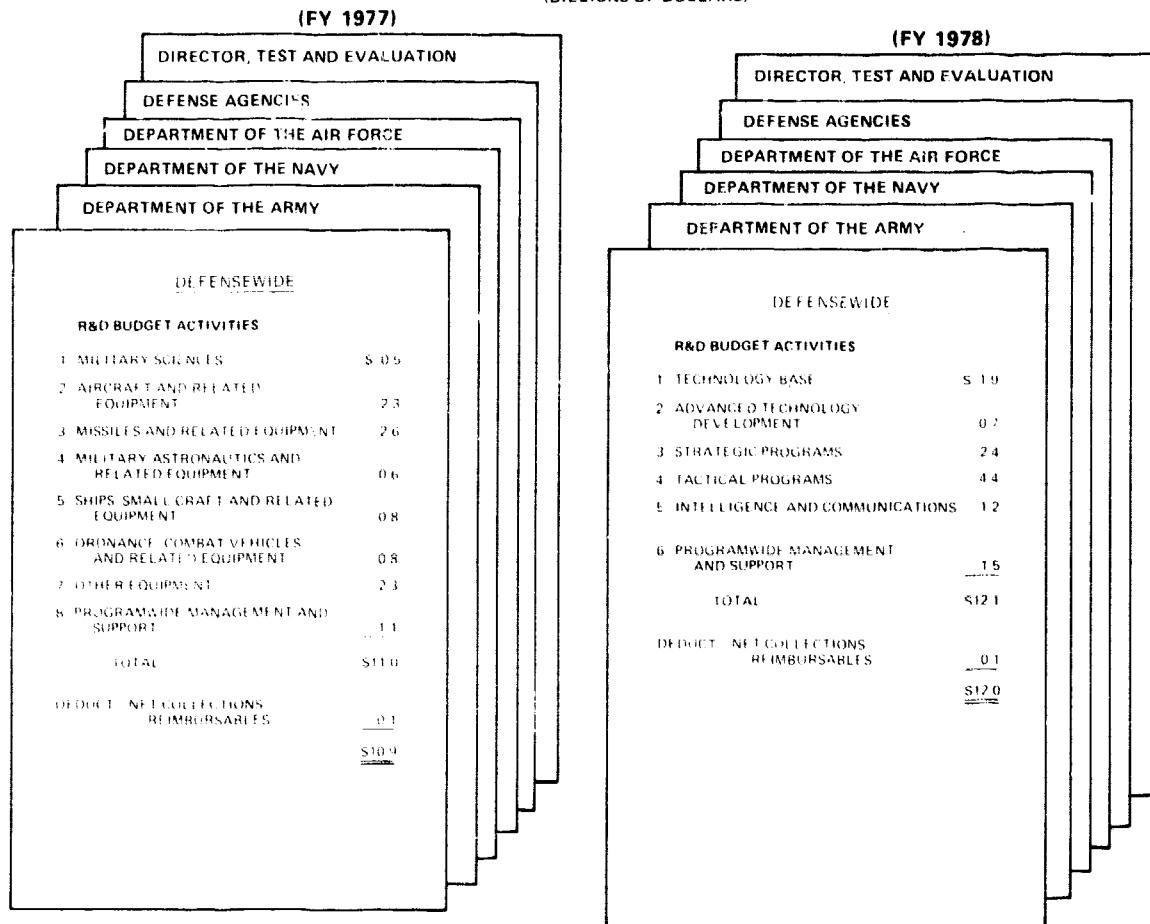 (FY 1977)
DIRECTOR, TEST AND EVALUATION
DEFENSE AGENCIES
DEPARTMENT OF THE AIR FORCE
DEPARTMENT OF THE NAVY
DEPARTMENT OF THE ARMY
DEFENSEWIDE
R&D BUDGET ACTIVITIES
1 MILITARY SCIENCES $ 0.5
2 AIRCRAFT AND RELATED
EQUIPMENT 2.3
3 MISSILES AND RELATED EQUIPMENT 2.6
4 MILITARY ASTRONAUTICS AND
RELATED EQUIPMENT 0.6
5 SHIPS, SMALL CRAFT AND RELATED
EQUIPMENT 0.8
6 ORDNANCE, COMBAT VEHICLES
AND RELATED EQUIPMENT 0.8
7 OTHER EQUIPMENT 2.3
8 PROGRAMWIDE MANAGEMENT AND
SUPPORT 1.1
TOTAL $11.0
DEDUCT NET COLLECTIONS
REIMBURSABLES 0.1
$10.9
(FY 1978)
DIRECTOR, TEST AND EVALUATION
DEFENSE AGENCIES
DEPARTMENT OF THE AIR FORCE
DEPARTMENT OF THE NAVY
DEPARTMENT OF THE ARMY
DEFENSEWIDE
R&D BUDGET ACTIVITIES
1 TECHNOLOGY BASE $ 1.9
2 ADVANCED TECHNOLOGY
DEVELOPMENT 0.7
3 STRATEGIC PROGRAMS 2.4
4 TACTICAL PROGRAMS 4.4
5 INTELLIGENCE AND COMMUNICATIONS 1.2
6 PROGRAMWIDE MANAGEMENT
AND SUPPORT 1.5
TOTAL $12.1
DEDUCT NET COLLECTIONS
REIMBURSABLES 0.1
$12.0